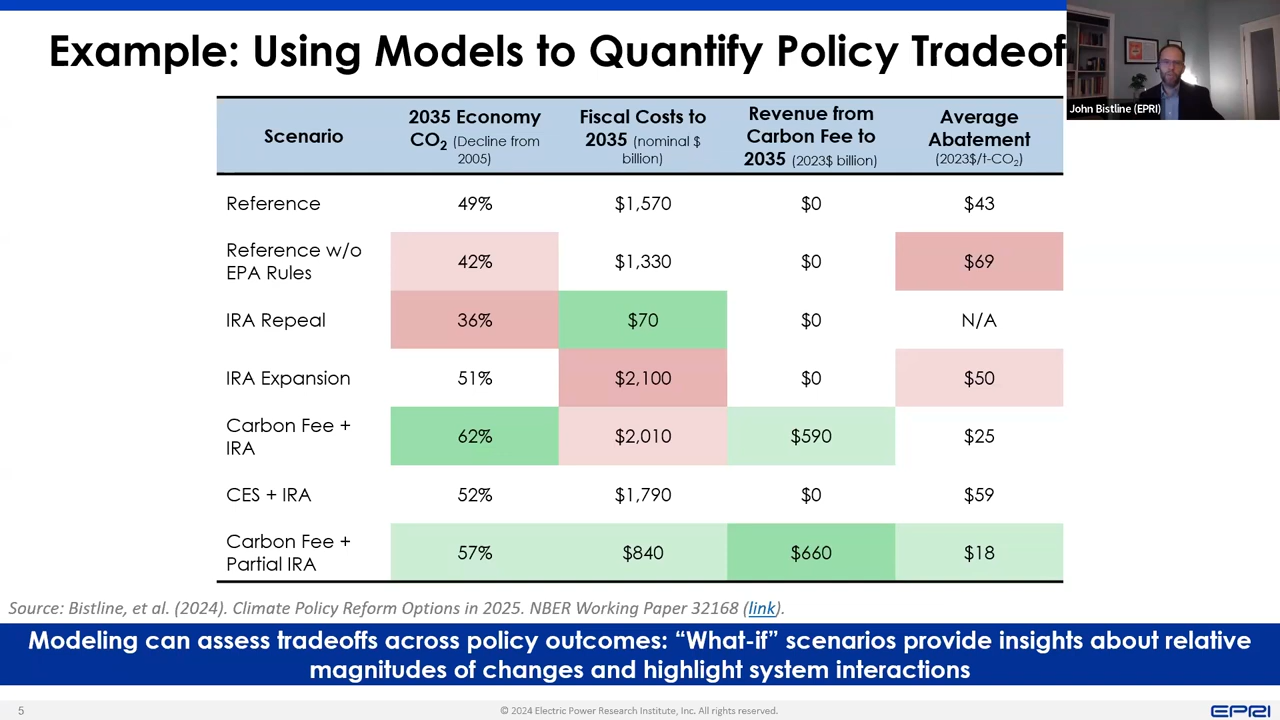 Example: Using Models to Quantify Policy Tradeof
John Bistline (EPRI)
Scenario
2035 Economy
CO₂ (Decline from
2005)
Fiscal Costs to
2035 (nominal $
billion)
Revenue from
Carbon Fee to
2035 (2023$ billion)
Average
Abatement
(2023$/t-CO₂)
Reference 49% $1,570 $0 $43
Reference w/o
EPA Rules
42% $1,330 $0 $69
IRA Repeal 36% $70 $0 N/A
IRA Expansion 51% $2,100 $0 $50
Carbon Fee +
IRA
62% $2,010 $590 $25
CES + IRA 52% $1,790 $0 $59
Carbon Fee +
Partial IRA
57% $840 $660 $18
Source: Bistline, et al. (2024). Climate Policy Reform Options in 2025. NBER Working Paper 32168 (link).
Modeling can assess tradeoffs across policy outcomes: “What-if” scenarios provide insights about relative
magnitudes of changes and highlight system interactions
5
© 2024 Electric Power Research Institute, Inc. All rights reserved.
EPRI